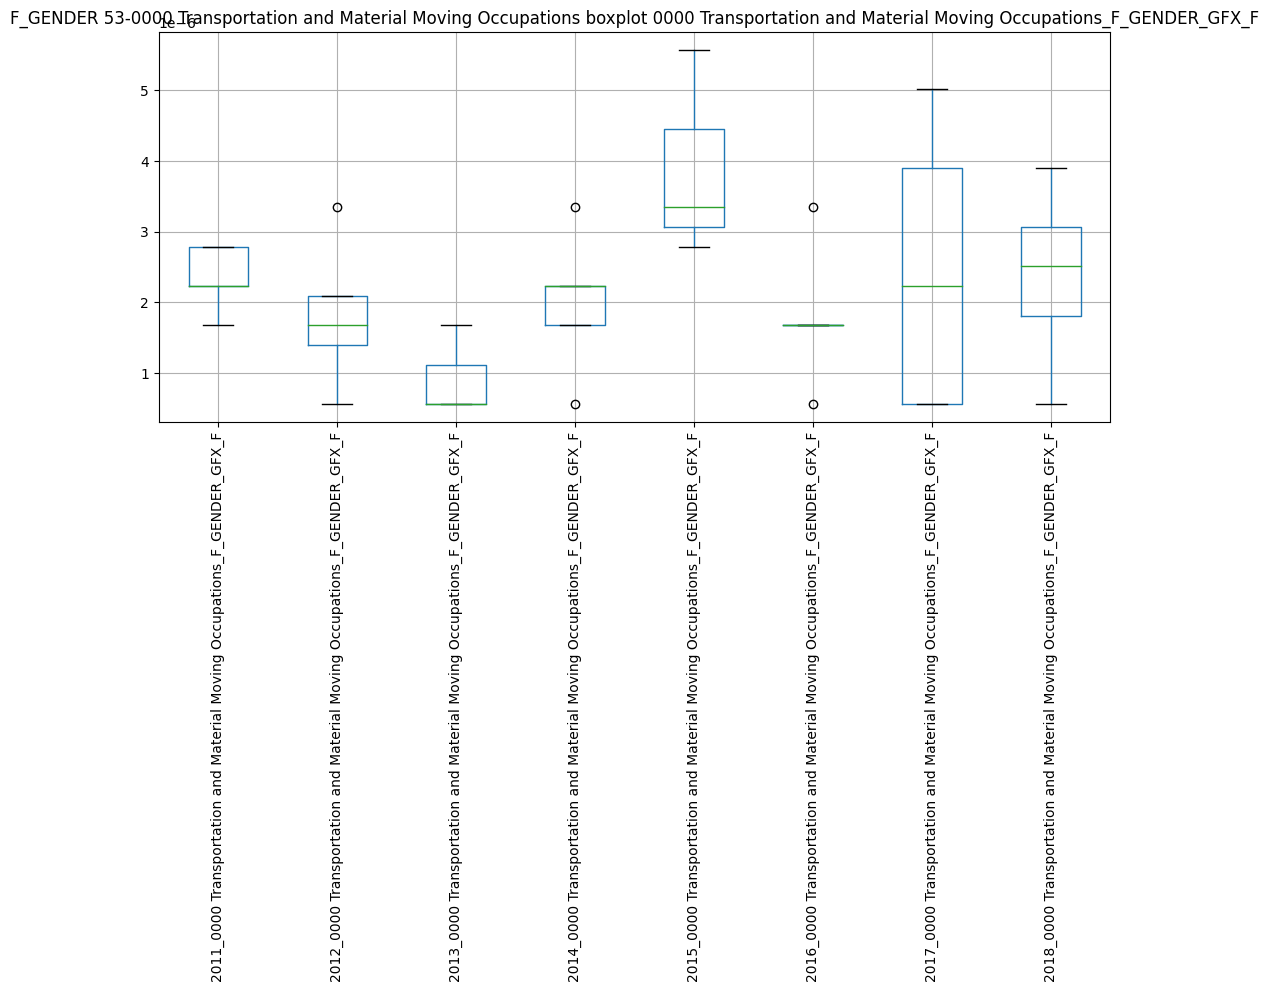 F_GENDER 53-0000 Transportation and Material Moving Occupations boxplot 0000 Transportation and Material Moving Occupations_F_GENDER_GFX_F
1e−6
5
4
3
2
1
2011_0000 Transportation and Material Moving Occupations_F_GENDER_GFX_F
2012_0000 Transportation and Material Moving Occupations_F_GENDER_GFX_F
2013_0000 Transportation and Material Moving Occupations_F_GENDER_GFX_F
2014_0000 Transportation and Material Moving Occupations_F_GENDER_GFX_F
2015_0000 Transportation and Material Moving Occupations_F_GENDER_GFX_F
2016_0000 Transportation and Material Moving Occupations_F_GENDER_GFX_F
2017_0000 Transportation and Material Moving Occupations_F_GENDER_GFX_F
2018_0000 Transportation and Material Moving Occupations_F_GENDER_GFX_F